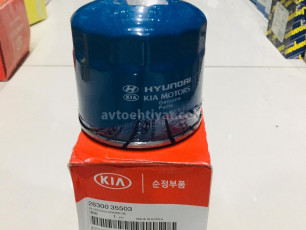 HYUNDAI
KIA MOTORS
Genuine
Parts
avtoehtiyat.com
KIA
순정부품
26300 35503